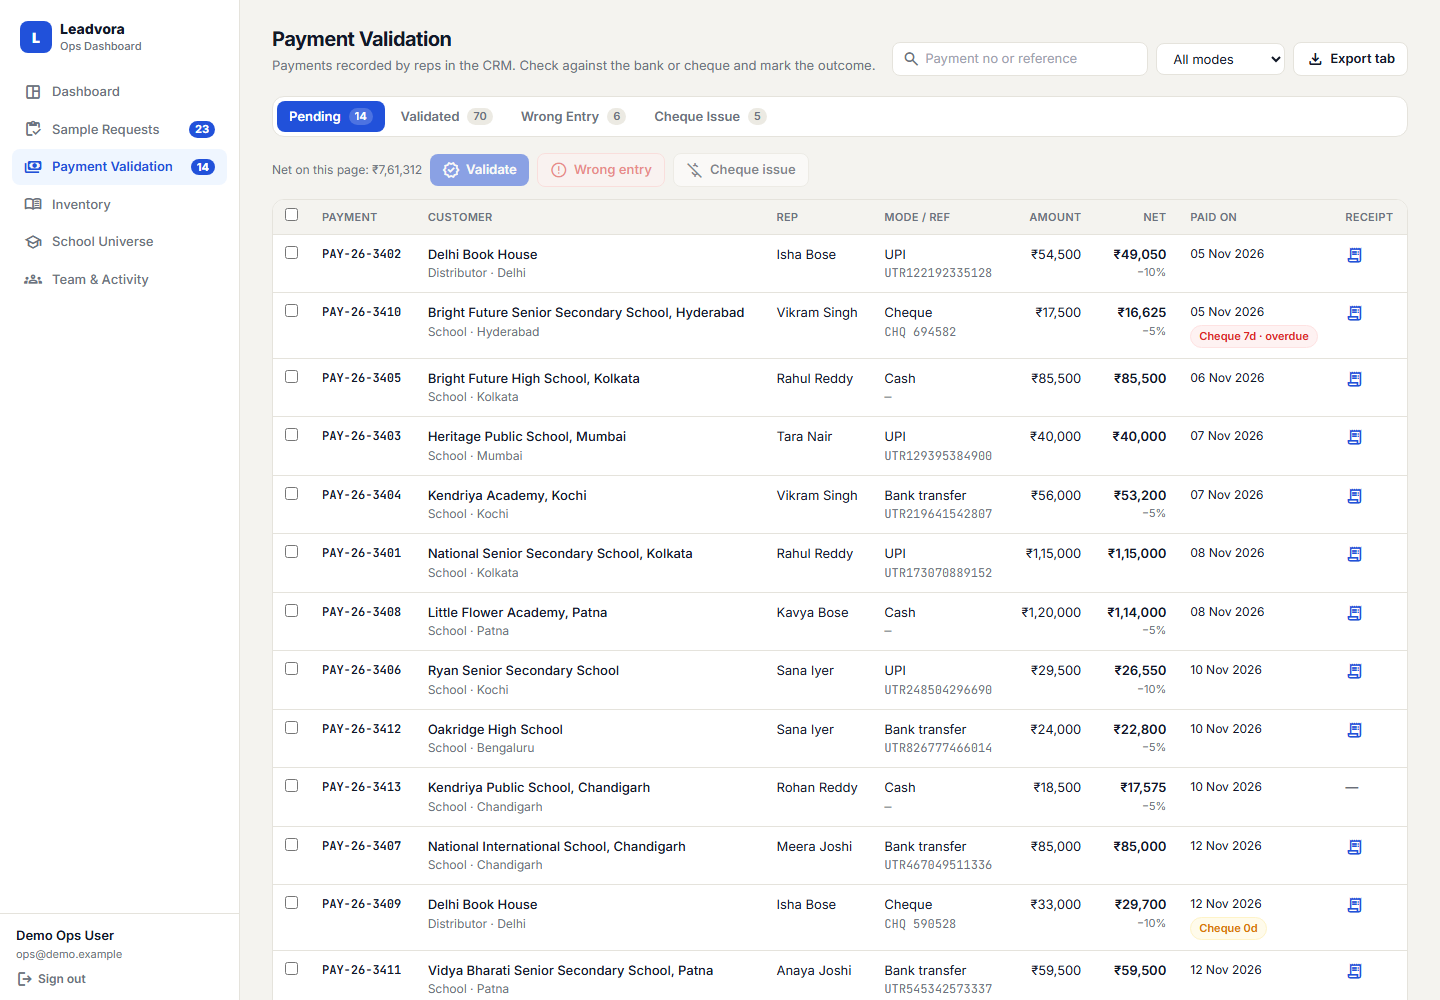 L
Leadvora
Ops Dashboard
Dashboard
Sample Requests 23
Payment Validation 14
Inventory
School Universe
Team & Activity
Demo Ops User
ops@demo.example
Sign out
Payment Validation
Payments recorded by reps in the CRM. Check against the bank or cheque and mark the outcome.
Payment no or reference
All modes
Export tab
Pending 14 Validated 70 Wrong Entry 6 Cheque Issue 5
Net on this page: ₹7,61,312 Validate Wrong entry Cheque issue
PAYMENT CUSTOMER REP MODE / REF AMOUNT NET PAID ON RECEIPT
PAY-26-3402 Delhi Book House Isha Bose UPI ₹54,500 ₹49,050 05 Nov 2026
Distributor · Delhi UTR122192335128 −10%
PAY-26-3410 Bright Future Senior Secondary School, Hyderabad Vikram Singh Cheque ₹17,500 ₹16,625 05 Nov 2026
School · Hyderabad CHQ 694582 −5% Cheque 7d · overdue
PAY-26-3405 Bright Future High School, Kolkata Rahul Reddy Cash ₹85,500 ₹85,500 06 Nov 2026
School · Kolkata —
PAY-26-3403 Heritage Public School, Mumbai Tara Nair UPI ₹40,000 ₹40,000 07 Nov 2026
School · Mumbai UTR129395384900
PAY-26-3404 Kendriya Academy, Kochi Vikram Singh Bank transfer ₹56,000 ₹53,200 07 Nov 2026
School · Kochi UTR219641542807 −5%
PAY-26-3401 National Senior Secondary School, Kolkata Rahul Reddy UPI ₹1,15,000 ₹1,15,000 08 Nov 2026
School · Kolkata UTR173070889152
PAY-26-3408 Little Flower Academy, Patna Kavya Bose Cash ₹1,20,000 ₹1,14,000 08 Nov 2026
School · Patna — −5%
PAY-26-3406 Ryan Senior Secondary School Sana Iyer UPI ₹29,500 ₹26,550 10 Nov 2026
School · Kochi UTR248504296690 −10%
PAY-26-3412 Oakridge High School Sana Iyer Bank transfer ₹24,000 ₹22,800 10 Nov 2026
School · Bengaluru UTR826777466014 −5%
PAY-26-3413 Kendriya Public School, Chandigarh Rohan Reddy Cash ₹18,500 ₹17,575 10 Nov 2026 —
School · Chandigarh — −5%
PAY-26-3407 National International School, Chandigarh Meera Joshi Bank transfer ₹85,000 ₹85,000 12 Nov 2026
School · Chandigarh UTR467049511336
PAY-26-3409 Delhi Book House Isha Bose Cheque ₹33,000 ₹29,700 12 Nov 2026
Distributor · Delhi CHQ 590528 −10% Cheque 0d
PAY-26-3411 Vidya Bharati Senior Secondary School, Patna Anaya Joshi Bank transfer ₹59,500 ₹59,500 12 Nov 2026
School · Patna UTR545342573337